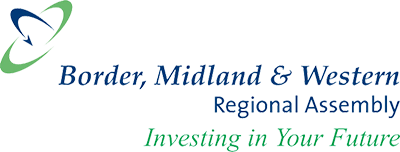 Border, Midland & Western
Regional Assembly
Investing in Your Future